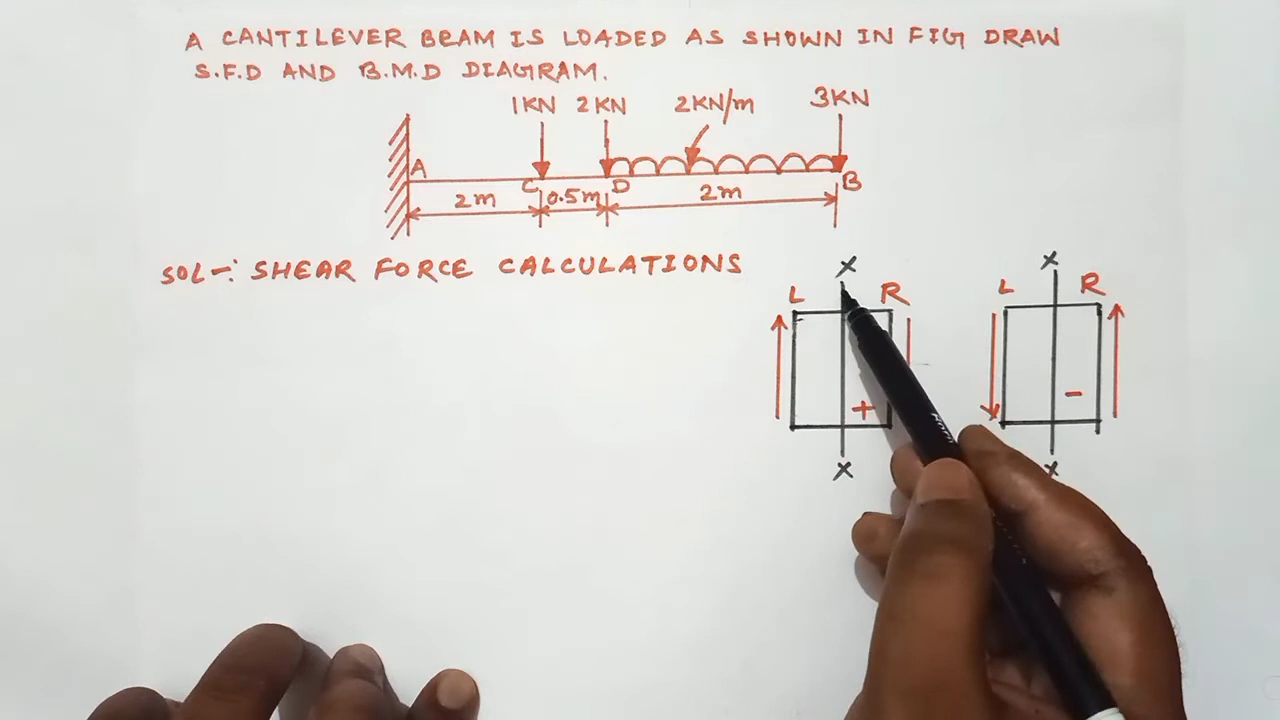 A CANTILEVER BEAM IS LOADED AS SHOWN IN FIG DRAW
S.F.D AND B.M.D DIAGRAM.
1KN 2KN 2KN/m 3KN
A C D B
2m 0.5m 2m
SOL-: SHEAR FORCE CALCULATIONS
X X
L R L R
+ -
X X